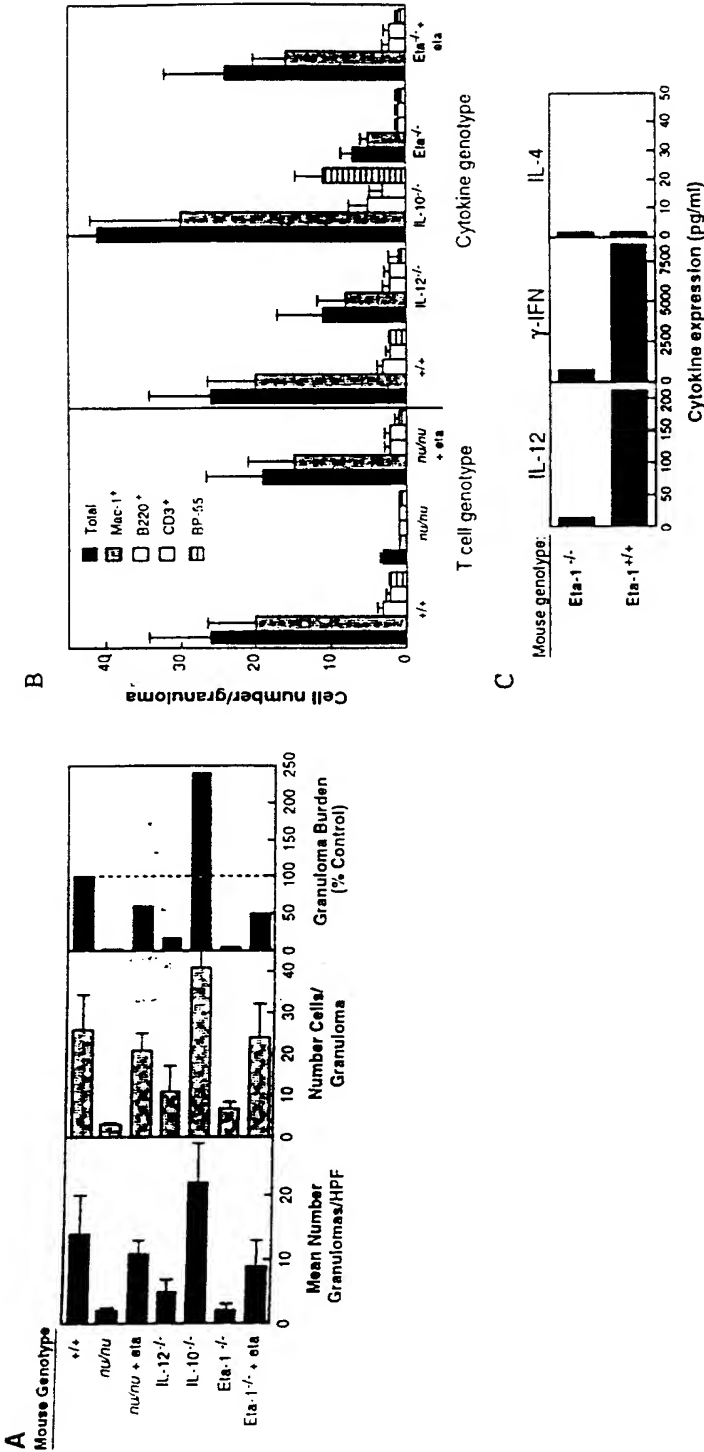 A
Mouse Genotype
+/+
nu/nu
nu/nu + eta
IL-12-/-
IL-10-/-
Eta-1-/-
Eta-1-/- + eta
0
10
20
Mean Number
Granulomas/HPF
0
10
20
30
40
Number Cells/
Granuloma
0
50
100
150
200
250
Granuloma Burden
(% Control)
B
Cell number/granuloma
40
30
20
10
0
Total
Mac-1+
B220+
CD3+
BP-55
+/+
nu/nu
nu/nu
+ eta
+/+
IL-12-/-
IL-10-/-
Eta-/-
Eta-/- +
eta
T cell genotype
Cytokine genotype
C
Mouse genotype:
Eta-1-/-
Eta-1+/+
IL-12
γ-IFN
IL-4
0
50
100
150
200
0
2500
5000
7500
0
10
20
30
40
50
Cytokine expression (pg/ml)